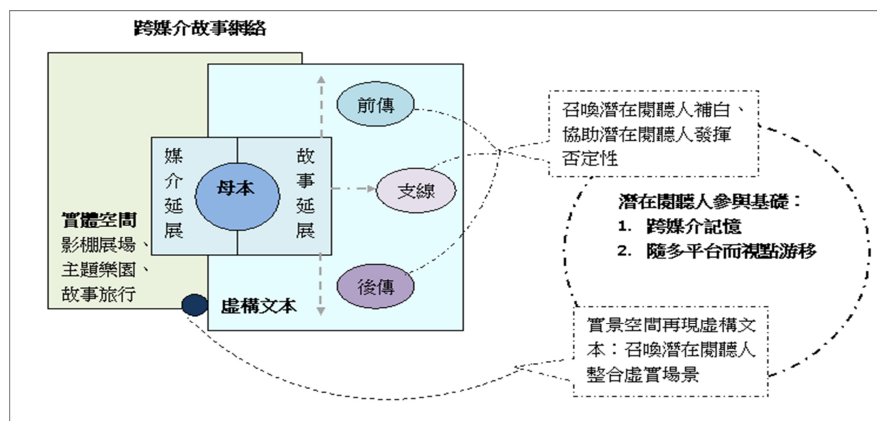 跨媒介故事網絡
前傳
支線
後傳
媒介延展
母本
故事延展
實體空間
影棚展場、
主題樂園、
故事旅行
虛構文本
召喚潛在閱聽人補白、
協助潛在閱聽人發揮
否定性
潛在閱聽人參與基礎：
1. 跨媒介記憶
2. 隨多平台而視點游移
實景空間再現虛構文
本：召喚潛在閱聽人
整合虛實場景